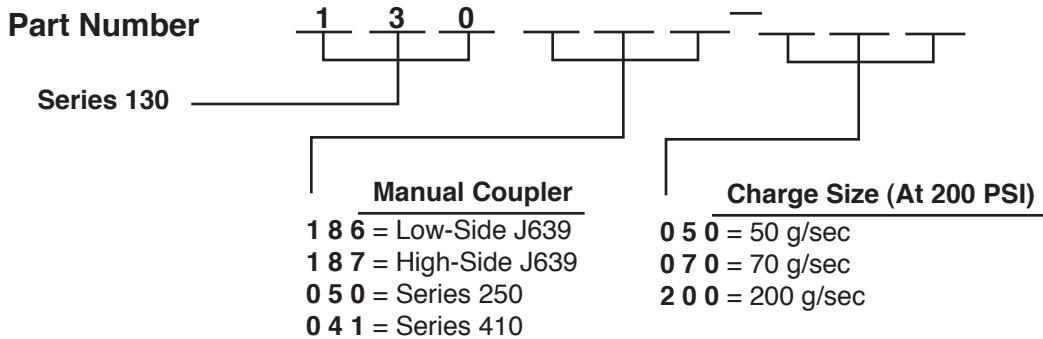 Part Number 1 3 0 —
Series 130
Manual Coupler
1 8 6 = Low-Side J639
1 8 7 = High-Side J639
0 5 0 = Series 250
0 4 1 = Series 410
Charge Size (At 200 PSI)
0 5 0 = 50 g/sec
0 7 0 = 70 g/sec
2 0 0 = 200 g/sec